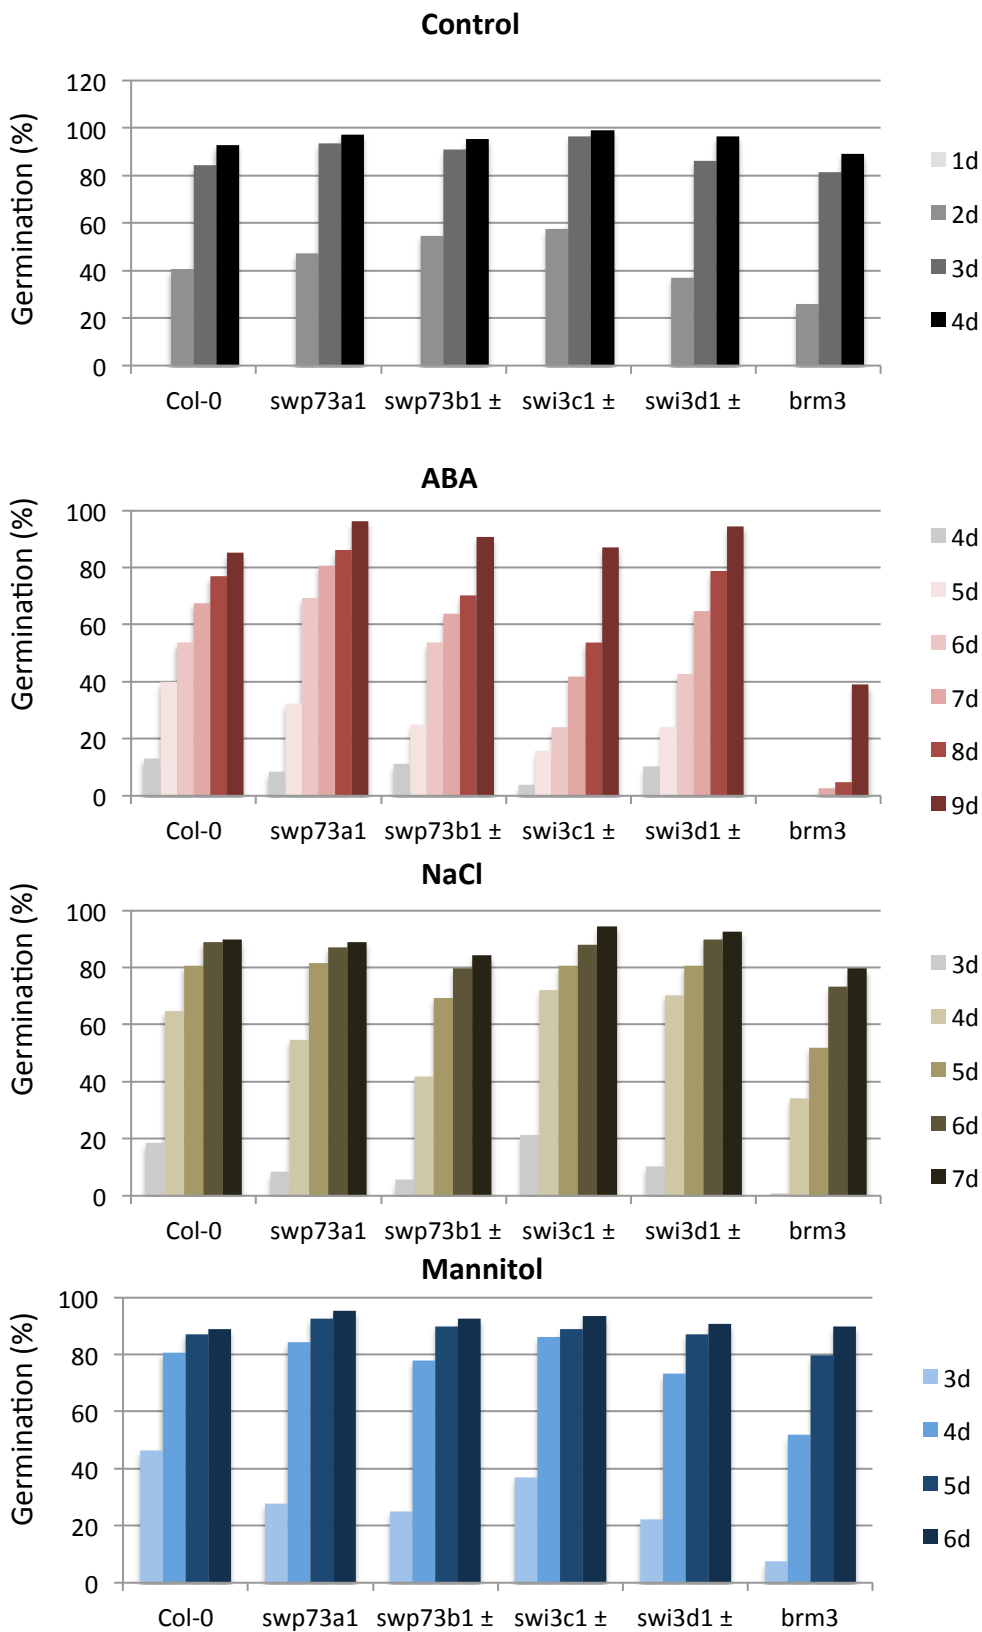 Control
Germination (%)
120
100
80
60
40
20
0
Col-0 swp73a1 swp73b1 ± swi3c1 ± swi3d1 ± brm3
1d
2d
3d
4d
ABA
Germination (%)
100
80
60
40
20
0
Col-0 swp73a1 swp73b1 ± swi3c1 ± swi3d1 ± brm3
4d
5d
6d
7d
8d
9d
NaCl
Germination (%)
100
80
60
40
20
0
Col-0 swp73a1 swp73b1 ± swi3c1 ± swi3d1 ± brm3
3d
4d
5d
6d
7d
Mannitol
Germination (%)
100
80
60
40
20
0
Col-0 swp73a1 swp73b1 ± swi3c1 ± swi3d1 ± brm3
3d
4d
5d
6d